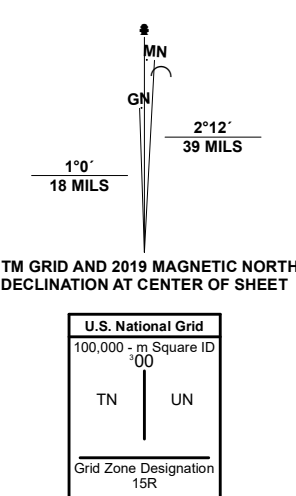 MN
GN
2°12´
39 MILS
1°0´
18 MILS
TM GRID AND 2019 MAGNETIC NORTH
DECLINATION AT CENTER OF SHEET
U.S. National Grid
100,000 - m Square ID
³00
TN UN
Grid Zone Designation
15R